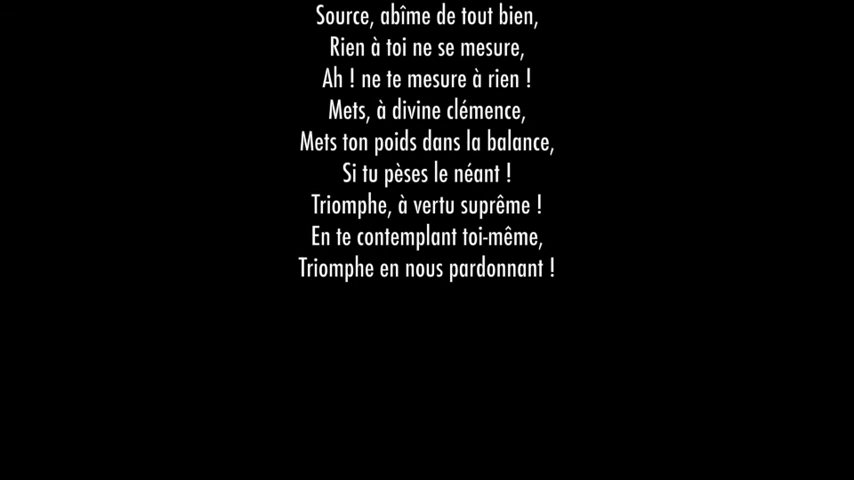 Source, abîme de tout bien,
Rien à toi ne se mesure,
Ah ! ne te mesure à rien !
Mets, à divine clémence,
Mets ton poids dans la balance,
Si tu pèses le néant !
Triomphe, à vertu suprême !
En te contemplant toi-même,
Triomphe en nous pardonnant !